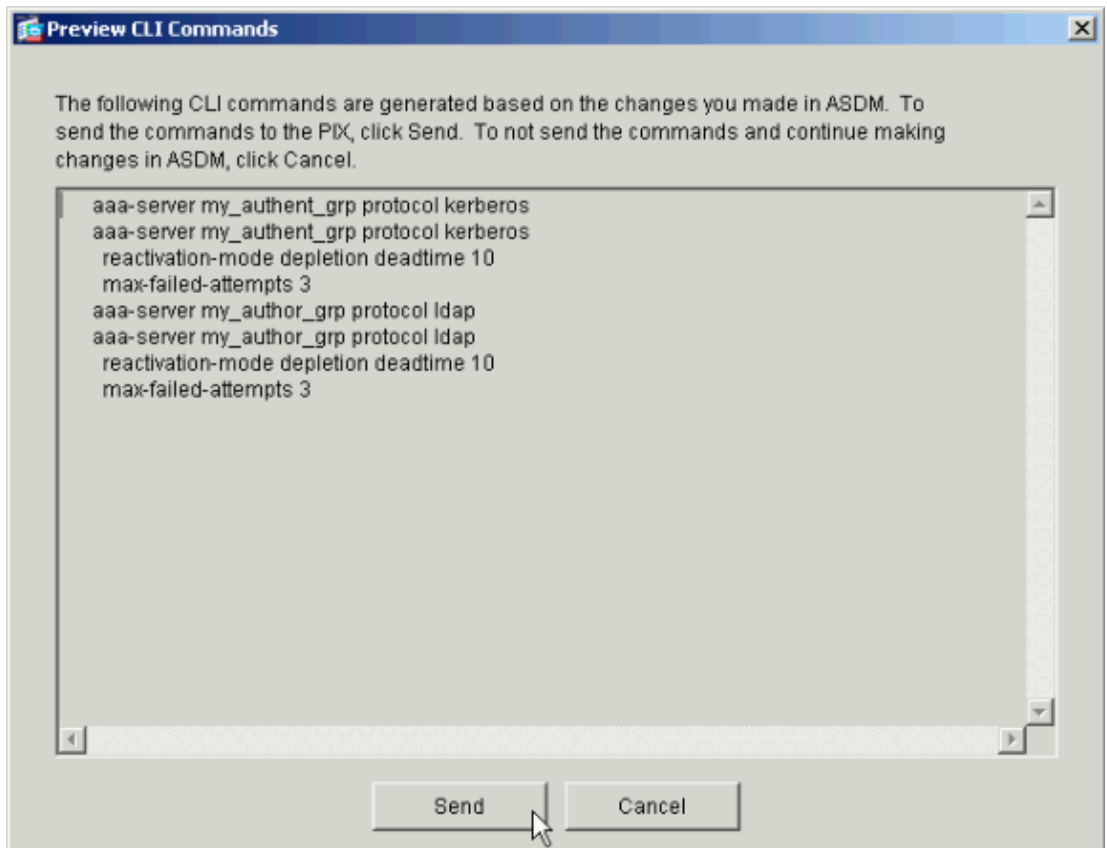 Preview CLI Commands
The following CLI commands are generated based on the changes you made in ASDM. To
send the commands to the PIX, click Send. To not send the commands and continue making
changes in ASDM, click Cancel.
aaa-server my_authent_grp protocol kerberos
aaa-server my_authent_grp protocol kerberos
reactivation-mode depletion deadtime 10
max-failed-attempts 3
aaa-server my_author_grp protocol ldap
aaa-server my_author_grp protocol ldap
reactivation-mode depletion deadtime 10
max-failed-attempts 3
Send
Cancel